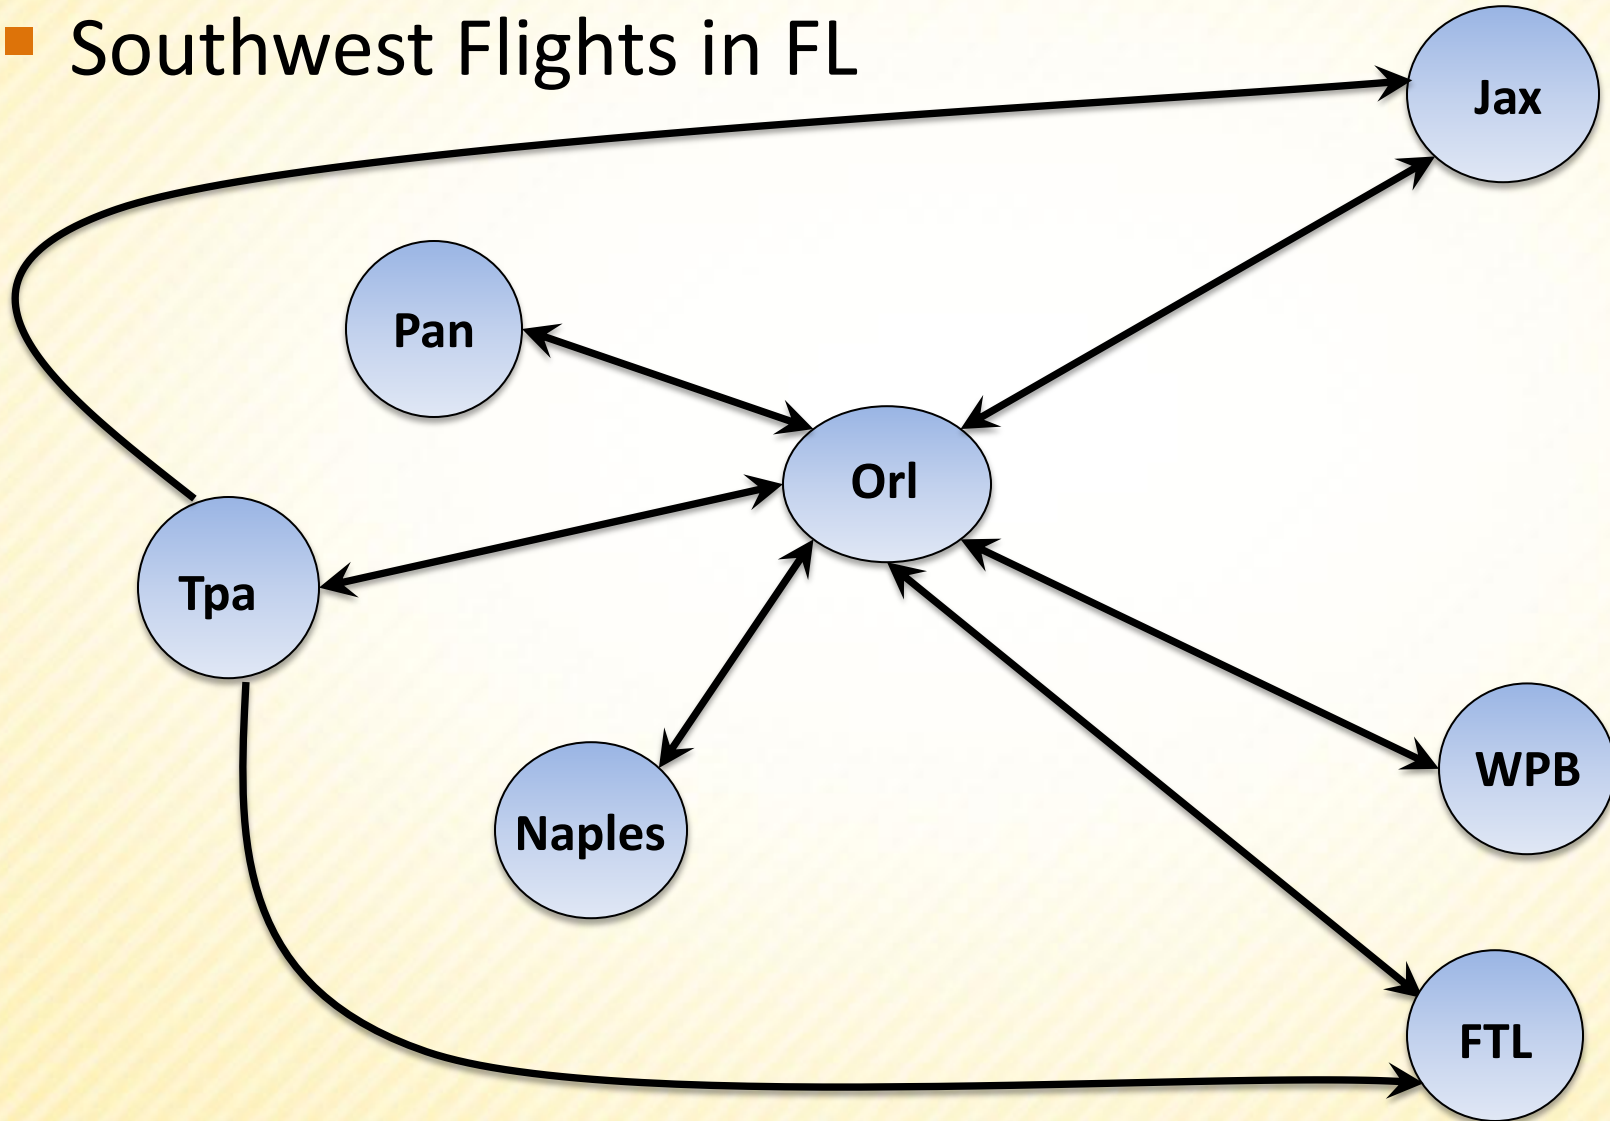 Southwest Flights in FL
Jax
Pan
Orl
Tpa
WPB
Naples
FTL